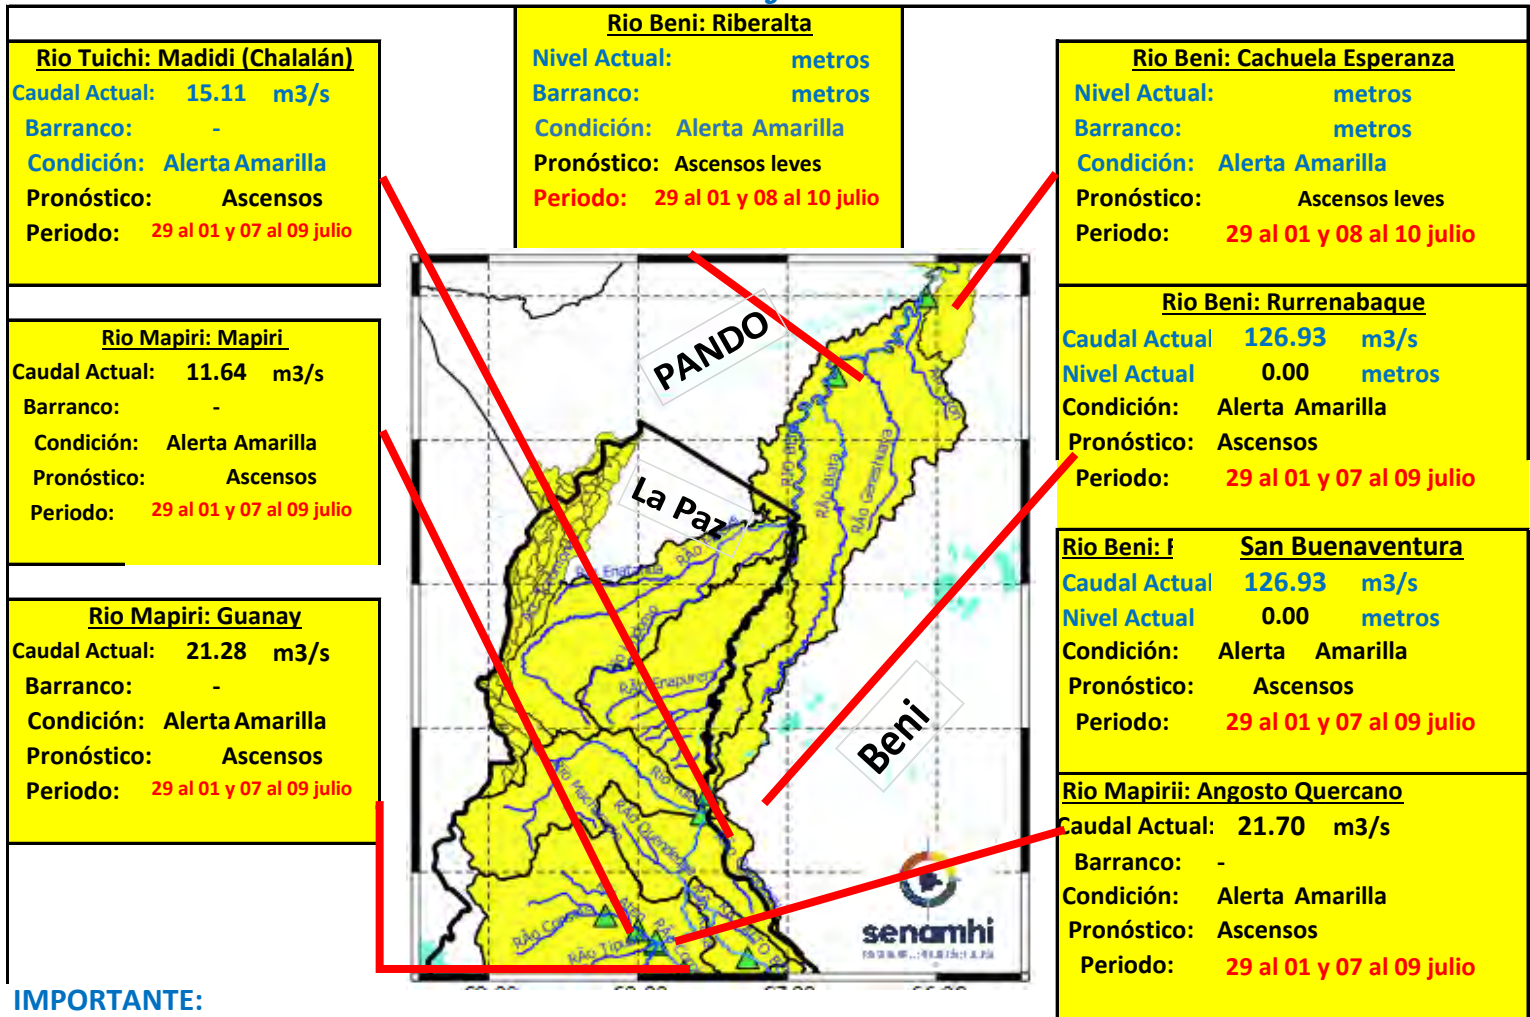 Rio Beni: Riberalta
Nivel Actual: metros
Barranco: metros
Condición: Alerta Amarilla
Pronóstico: Ascensos leves
Periodo: 29 al 01 y 08 al 10 julio
Rio Tuichi: Madidi (Chalalán)
Caudal Actual: 15.11 m3/s
Barranco: -
Condición: Alerta Amarilla
Pronóstico: Ascensos
Periodo: 29 al 01 y 07 al 09 julio
Rio Beni: Cachuela Esperanza
Nivel Actual: metros
Barranco: metros
Condición: Alerta Amarilla
Pronóstico: Ascensos leves
Periodo: 29 al 01 y 08 al 10 julio
Rio Mapiri: Mapiri
Caudal Actual: 11.64 m3/s
Barranco: -
Condición: Alerta Amarilla
Pronóstico: Ascensos
Periodo: 29 al 01 y 07 al 09 julio
Rio Beni: Rurrenabaque
Caudal Actual 126.93 m3/s
Nivel Actual 0.00 metros
Condición: Alerta Amarilla
Pronóstico: Ascensos
Periodo: 29 al 01 y 07 al 09 julio
Rio Mapiri: Guanay
Caudal Actual: 21.28 m3/s
Barranco: -
Condición: Alerta Amarilla
Pronóstico: Ascensos
Periodo: 29 al 01 y 07 al 09 julio
Rio Beni: San Buenaventura
Caudal Actual 126.93 m3/s
Nivel Actual 0.00 metros
Condición: Alerta Amarilla
Pronóstico: Ascensos
Periodo: 29 al 01 y 07 al 09 julio
Rio Mapirii: Angosto Quercano
Caudal Actual: 21.70 m3/s
Barranco: -
Condición: Alerta Amarilla
Pronóstico: Ascensos
Periodo: 29 al 01 y 07 al 09 julio
PANDO
La Paz
Beni
RÃo Biata
RÃo Geneshuaya
RÃo Enapurera
senamhi
IMPORTANTE: